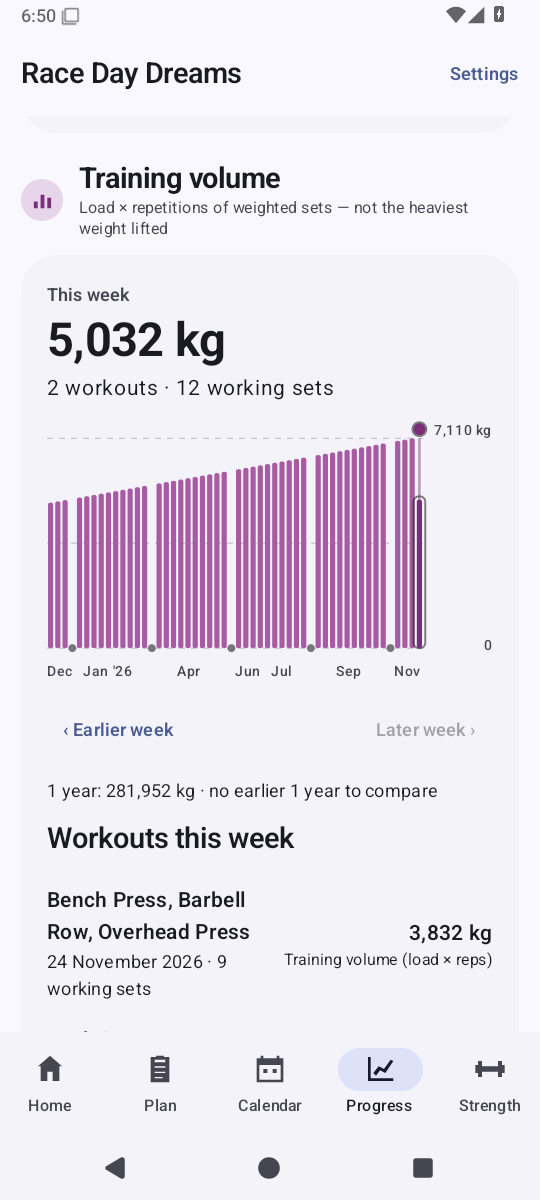 6:50
Race Day Dreams
Settings
Training volume
Load × repetitions of weighted sets — not the heaviest
weight lifted
This week
5,032 kg
2 workouts · 12 working sets
7,110 kg
0
Dec Jan '26 Apr Jun Jul Sep Nov
‹ Earlier week
Later week ›
1 year: 281,952 kg · no earlier 1 year to compare
Workouts this week
Bench Press, Barbell
Row, Overhead Press
3,832 kg
24 November 2026 · 9
working sets
Training volume (load × reps)
Home
Plan
Calendar
Progress
Strength